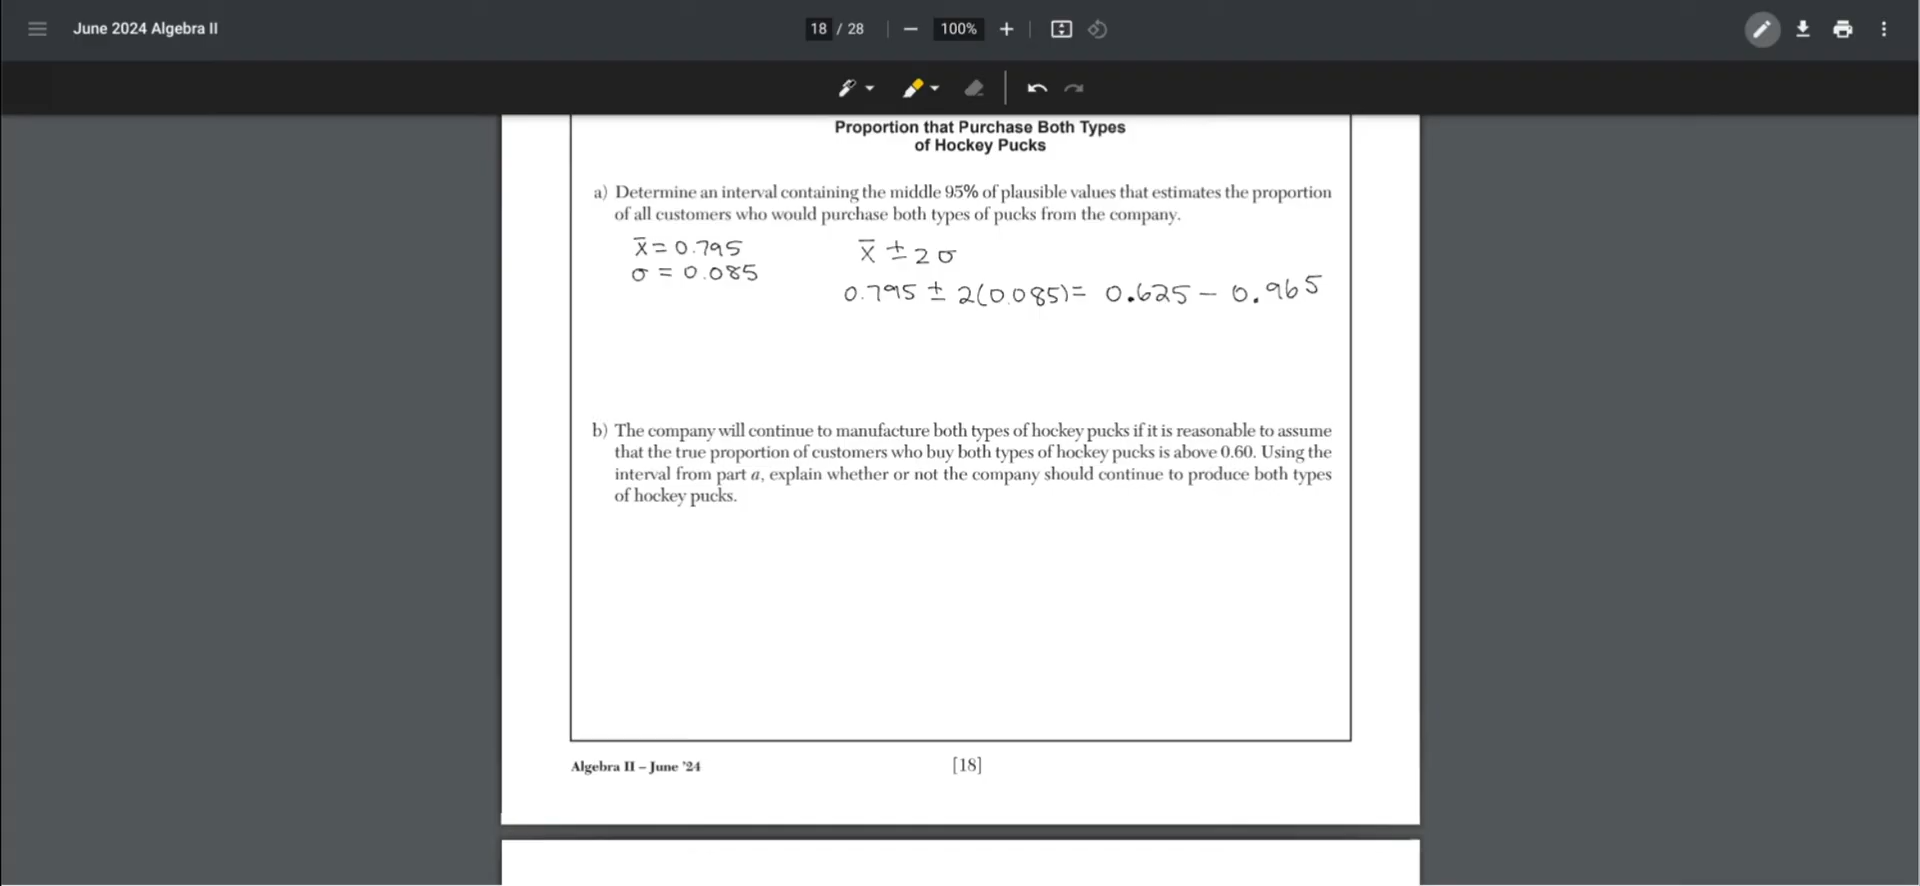 June 2024 Algebra II
18 / 28
100%
Proportion that Purchase Both Types
of Hockey Pucks
a) Determine an interval containing the middle 95% of plausible values that estimates the proportion
of all customers who would purchase both types of pucks from the company.
x̄ = 0.795
σ = 0.085
x̄ ± 2σ
0.795 ± 2(0.085) = 0.625 – 0.965
b) The company will continue to manufacture both types of hockey pucks if it is reasonable to assume
that the true proportion of customers who buy both types of hockey pucks is above 0.60. Using the
interval from part a, explain whether or not the company should continue to produce both types
of hockey pucks.
Algebra II – June ’24
[18]